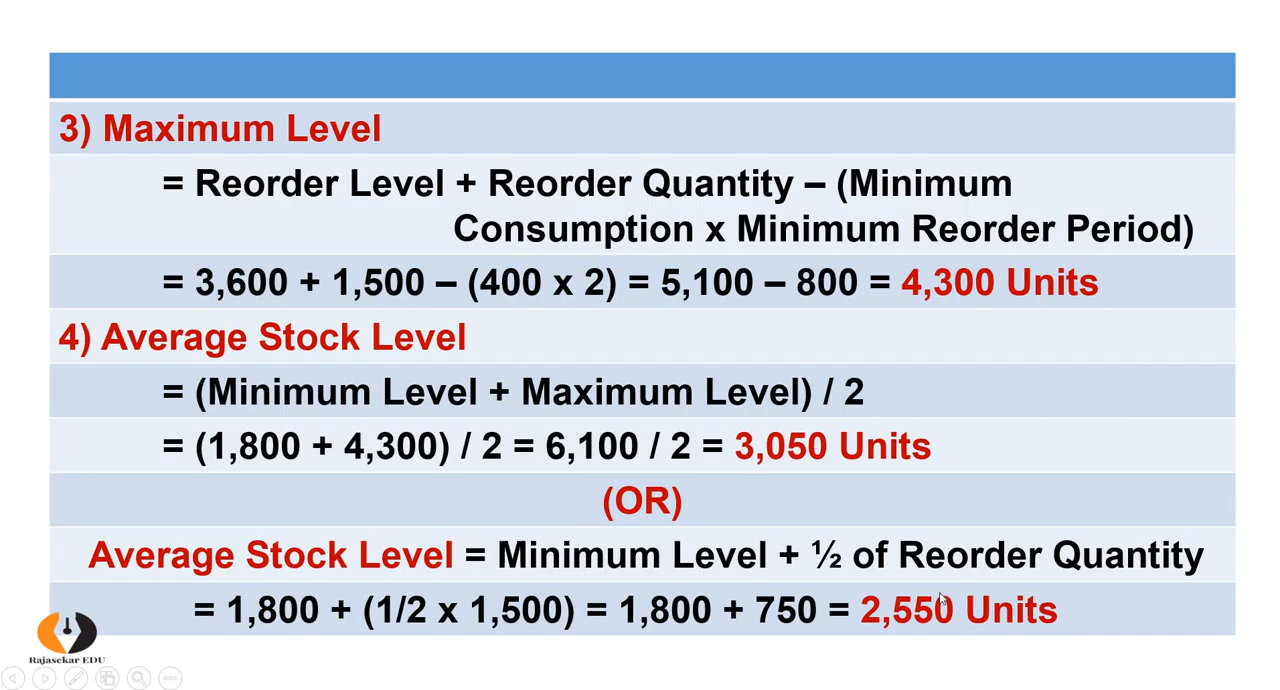 3) Maximum Level
= Reorder Level + Reorder Quantity – (Minimum
Consumption x Minimum Reorder Period)
= 3,600 + 1,500 – (400 x 2) = 5,100 – 800 = 4,300 Units
4) Average Stock Level
= (Minimum Level + Maximum Level) / 2
= (1,800 + 4,300) / 2 = 6,100 / 2 = 3,050 Units
(OR)
Average Stock Level = Minimum Level + ½ of Reorder Quantity
= 1,800 + (1/2 x 1,500) = 1,800 + 750 = 2,550 Units
Rajasekar EDU